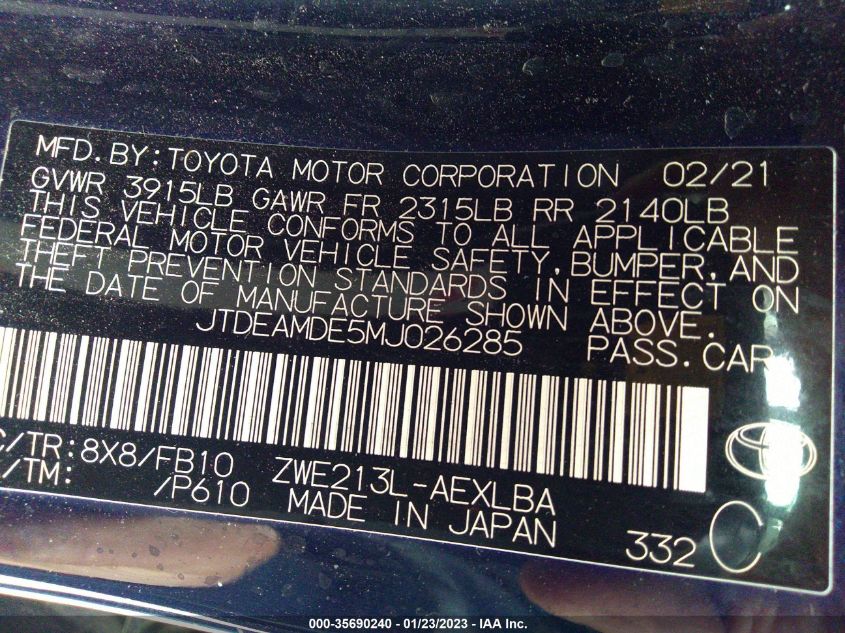 MFD.BY:TOYOTA MOTOR CORPORATION 02/21
GVWR 3915LB GAWR FR 2315LB RR 2140LB
THIS VEHICLE CONFORMS TO ALL APPLICABLE
FEDERAL MOTOR VEHICLE SAFETY,BUMPER,AND
THEFT PREVENTION STANDARDS IN EFFECT ON
THE DATE OF MANUFACTURE SHOWN ABOVE.
JTDEAMDE5MJ026285 PASS.CAR
C/TR:8X8/FB10 ZWE213L-AEXLBA
/TM: /P610 MADE IN JAPAN
332 C
000-35690240 - 01/23/2023 - IAA Inc.